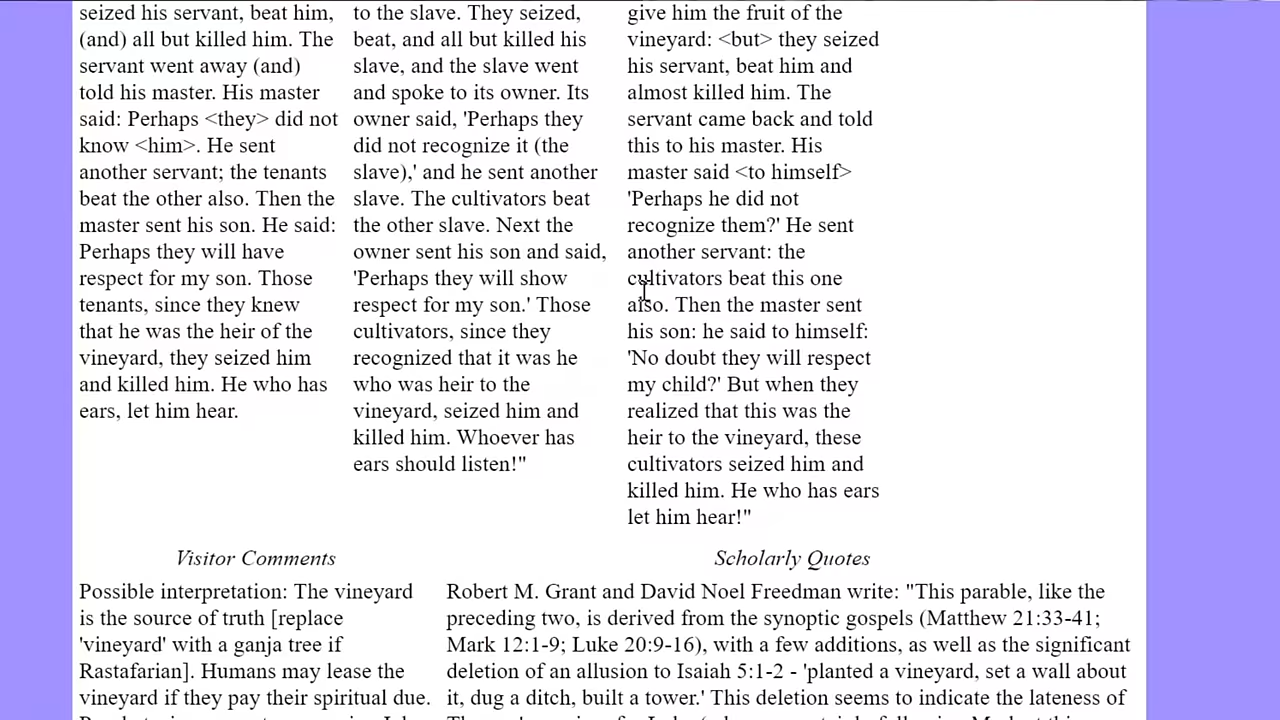 seized his servant, beat him,
(and) all but killed him. The
servant went away (and)
told his master. His master
said: Perhaps <they> did not
know <him>. He sent
another servant; the tenants
beat the other also. Then the
master sent his son. He said:
Perhaps they will have
respect for my son. Those
tenants, since they knew
that he was the heir of the
vineyard, they seized him
and killed him. He who has
ears, let him hear.
to the slave. They seized,
beat, and all but killed his
slave, and the slave went
and spoke to its owner. Its
owner said, 'Perhaps they
did not recognize it (the
slave),' and he sent another
slave. The cultivators beat
the other slave. Next the
owner sent his son and said,
'Perhaps they will show
respect for my son.' Those
cultivators, since they
recognized that it was he
who was heir to the
vineyard, seized him and
killed him. Whoever has
ears should listen!"
give him the fruit of the
vineyard: <but> they seized
his servant, beat him and
almost killed him. The
servant came back and told
this to his master. His
master said <to himself>
'Perhaps he did not
recognize them?' He sent
another servant: the
cultivators beat this one
also. Then the master sent
his son: he said to himself:
'No doubt they will respect
my child?' But when they
realized that this was the
heir to the vineyard, these
cultivators seized him and
killed him. He who has ears
let him hear!"
Visitor Comments
Possible interpretation: The vineyard
is the source of truth [replace
'vineyard' with a ganja tree if
Rastafarian]. Humans may lease the
vineyard if they pay their spiritual due.
Scholarly Quotes
Robert M. Grant and David Noel Freedman write: "This parable, like the
preceding two, is derived from the synoptic gospels (Matthew 21:33-41;
Mark 12:1-9; Luke 20:9-16), with a few additions, as well as the significant
deletion of an allusion to Isaiah 5:1-2 - 'planted a vineyard, set a wall about
it, dug a ditch, built a tower.' This deletion seems to indicate the lateness of